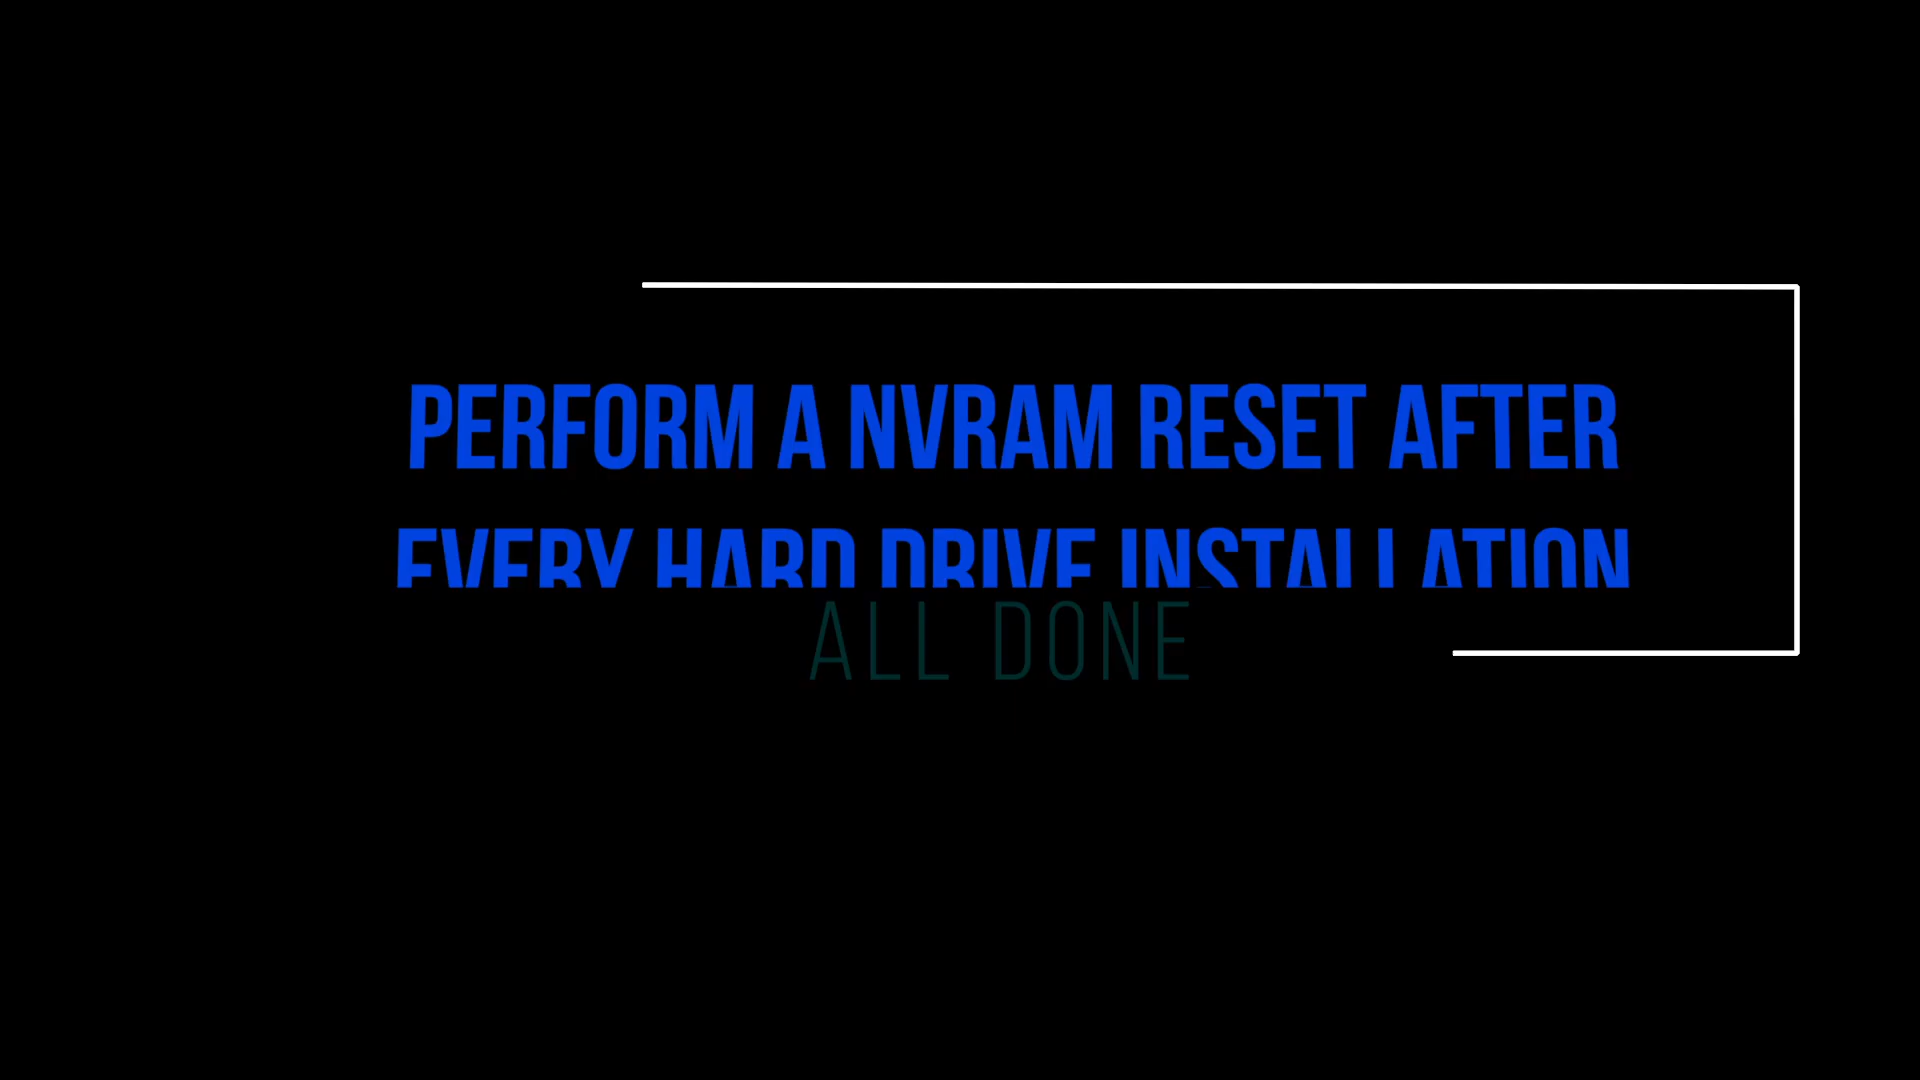 PERFORM A NVRAM RESET AFTER
EVERY HARD DRIVE INSTALLATION
ALL DONE